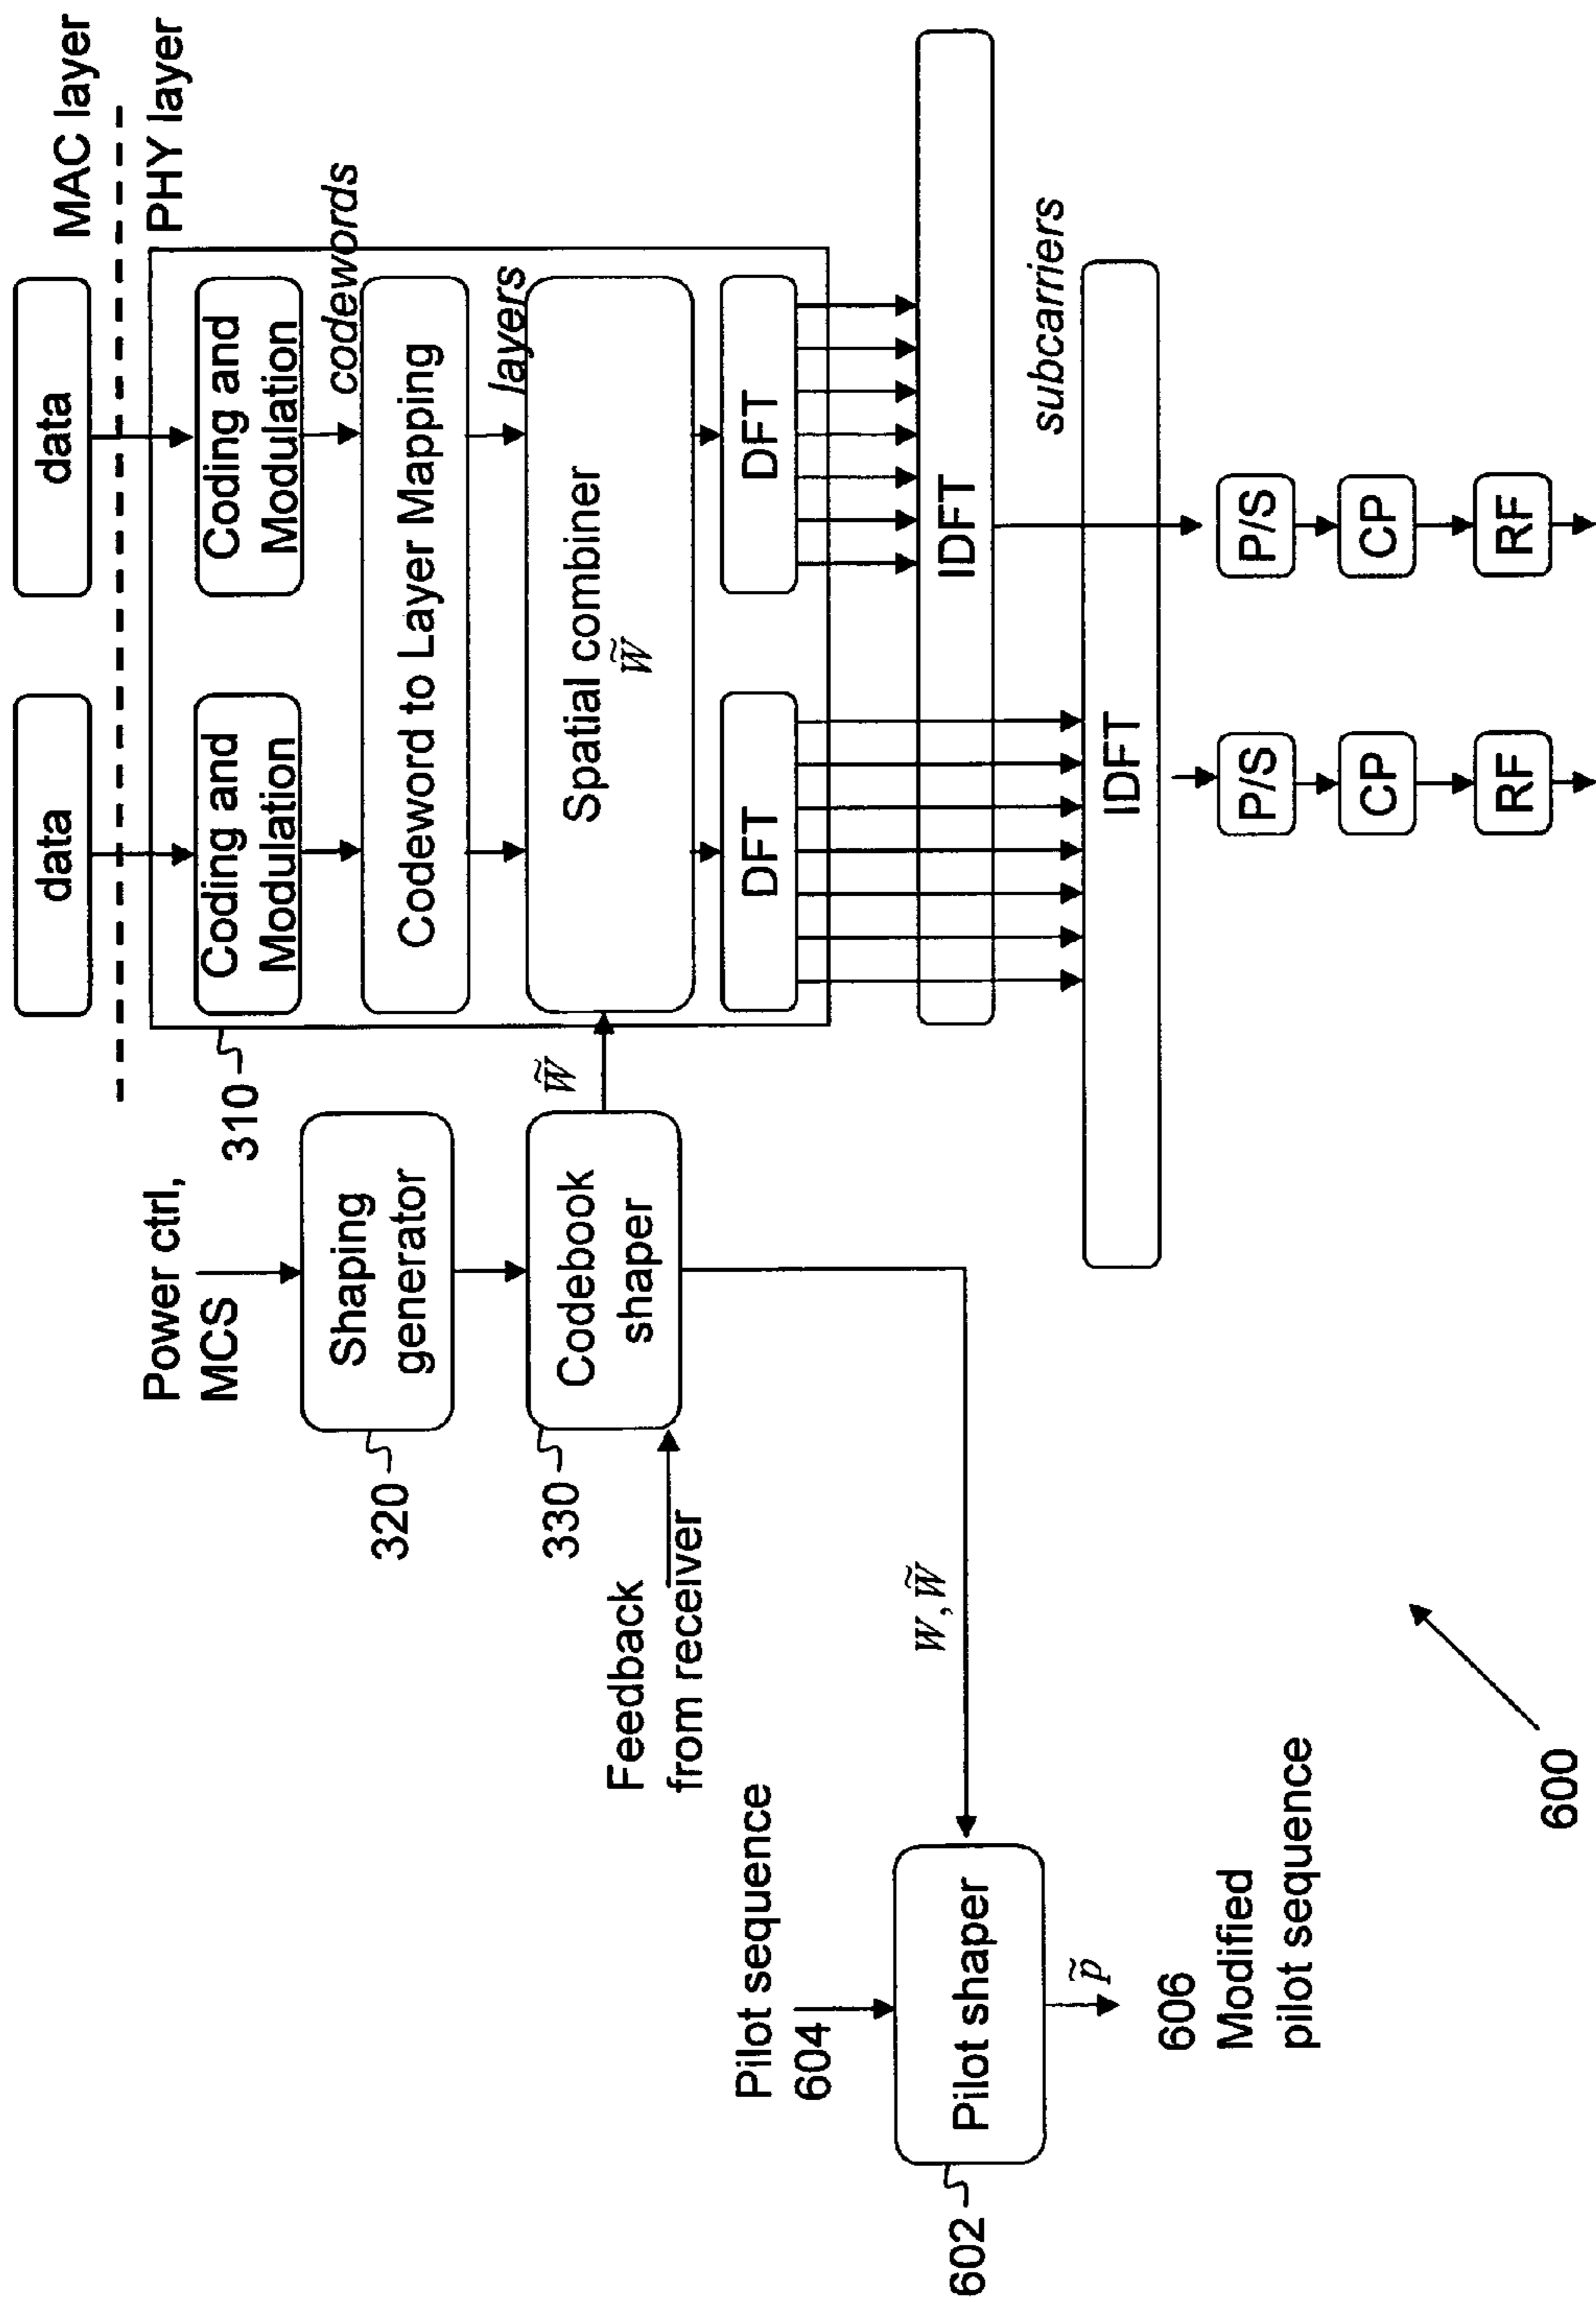 data
data
MAC layer
PHY layer
Coding and
Modulation
Coding and
Modulation
codewords
Codeword to Layer Mapping
layers
Spatial combiner
W̃
DFT
DFT
IDFT
subcarriers
IDFT
P/S
P/S
CP
CP
RF
RF
310
Power ctrl,
MCS
Shaping
generator
320
W̃
Codebook
shaper
330
Feedback
from receiver
W, W̃
Pilot sequence
604
Pilot shaper
602
p̃
606
Modified
pilot sequence
600